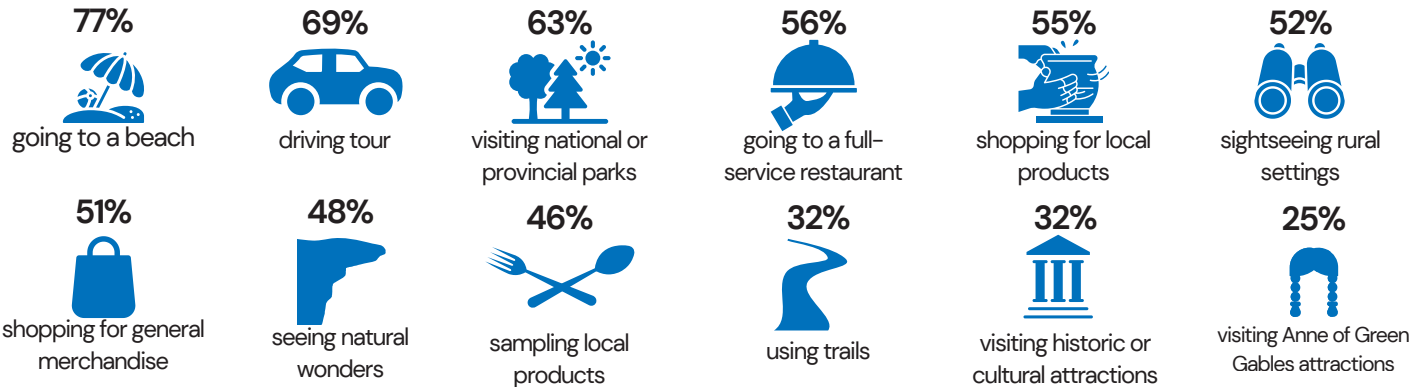 77%
going to a beach
69%
driving tour
63%
visiting national or
provincial parks
56%
going to a full-
service restaurant
55%
shopping for local
products
52%
sightseeing rural
settings
51%
shopping for general
merchandise
48%
seeing natural
wonders
46%
sampling local
products
32%
using trails
32%
visiting historic or
cultural attractions
25%
visiting Anne of Green
Gables attractions